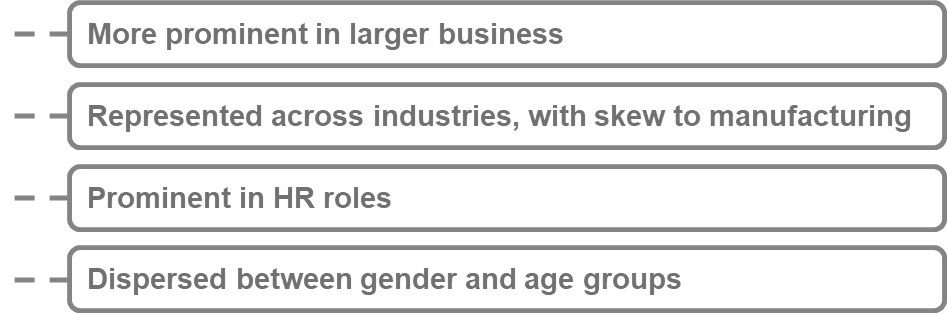 More prominent in larger business
Represented across industries, with skew to manufacturing
Prominent in HR roles
Dispersed between gender and age groups